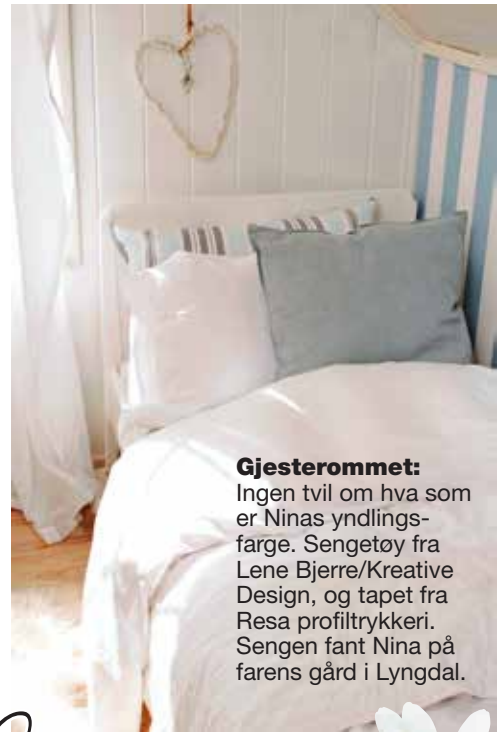 Gjesterommet:
Ingen tvil om hva som
er Ninas yndlings-
farge. Sengetøy fra
Lene Bjerre/Kreative
Design, og tapet fra
Resa profiltrykkeri.
Sengen fant Nina på
farens gård i Lyngdal.